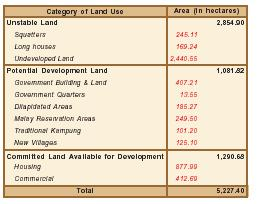 Category of Land Use Area (in hectares)
Unstable Land 2,854.90
Squatters 245.11
Long houses 169.24
Undeveloped Land 2,440.55
Potential Development Land 1,081.82
Government Building & Land 407.21
Government Quarters 13.55
Dilapidated Areas 185.27
Malay Reseration Areas 249.50
Traditional Kampung 101.20
New Villages 125.10
Committed Land Available for Development 1,290.68
Housing 877.99
Commercial 412.69
Total 5,227.40